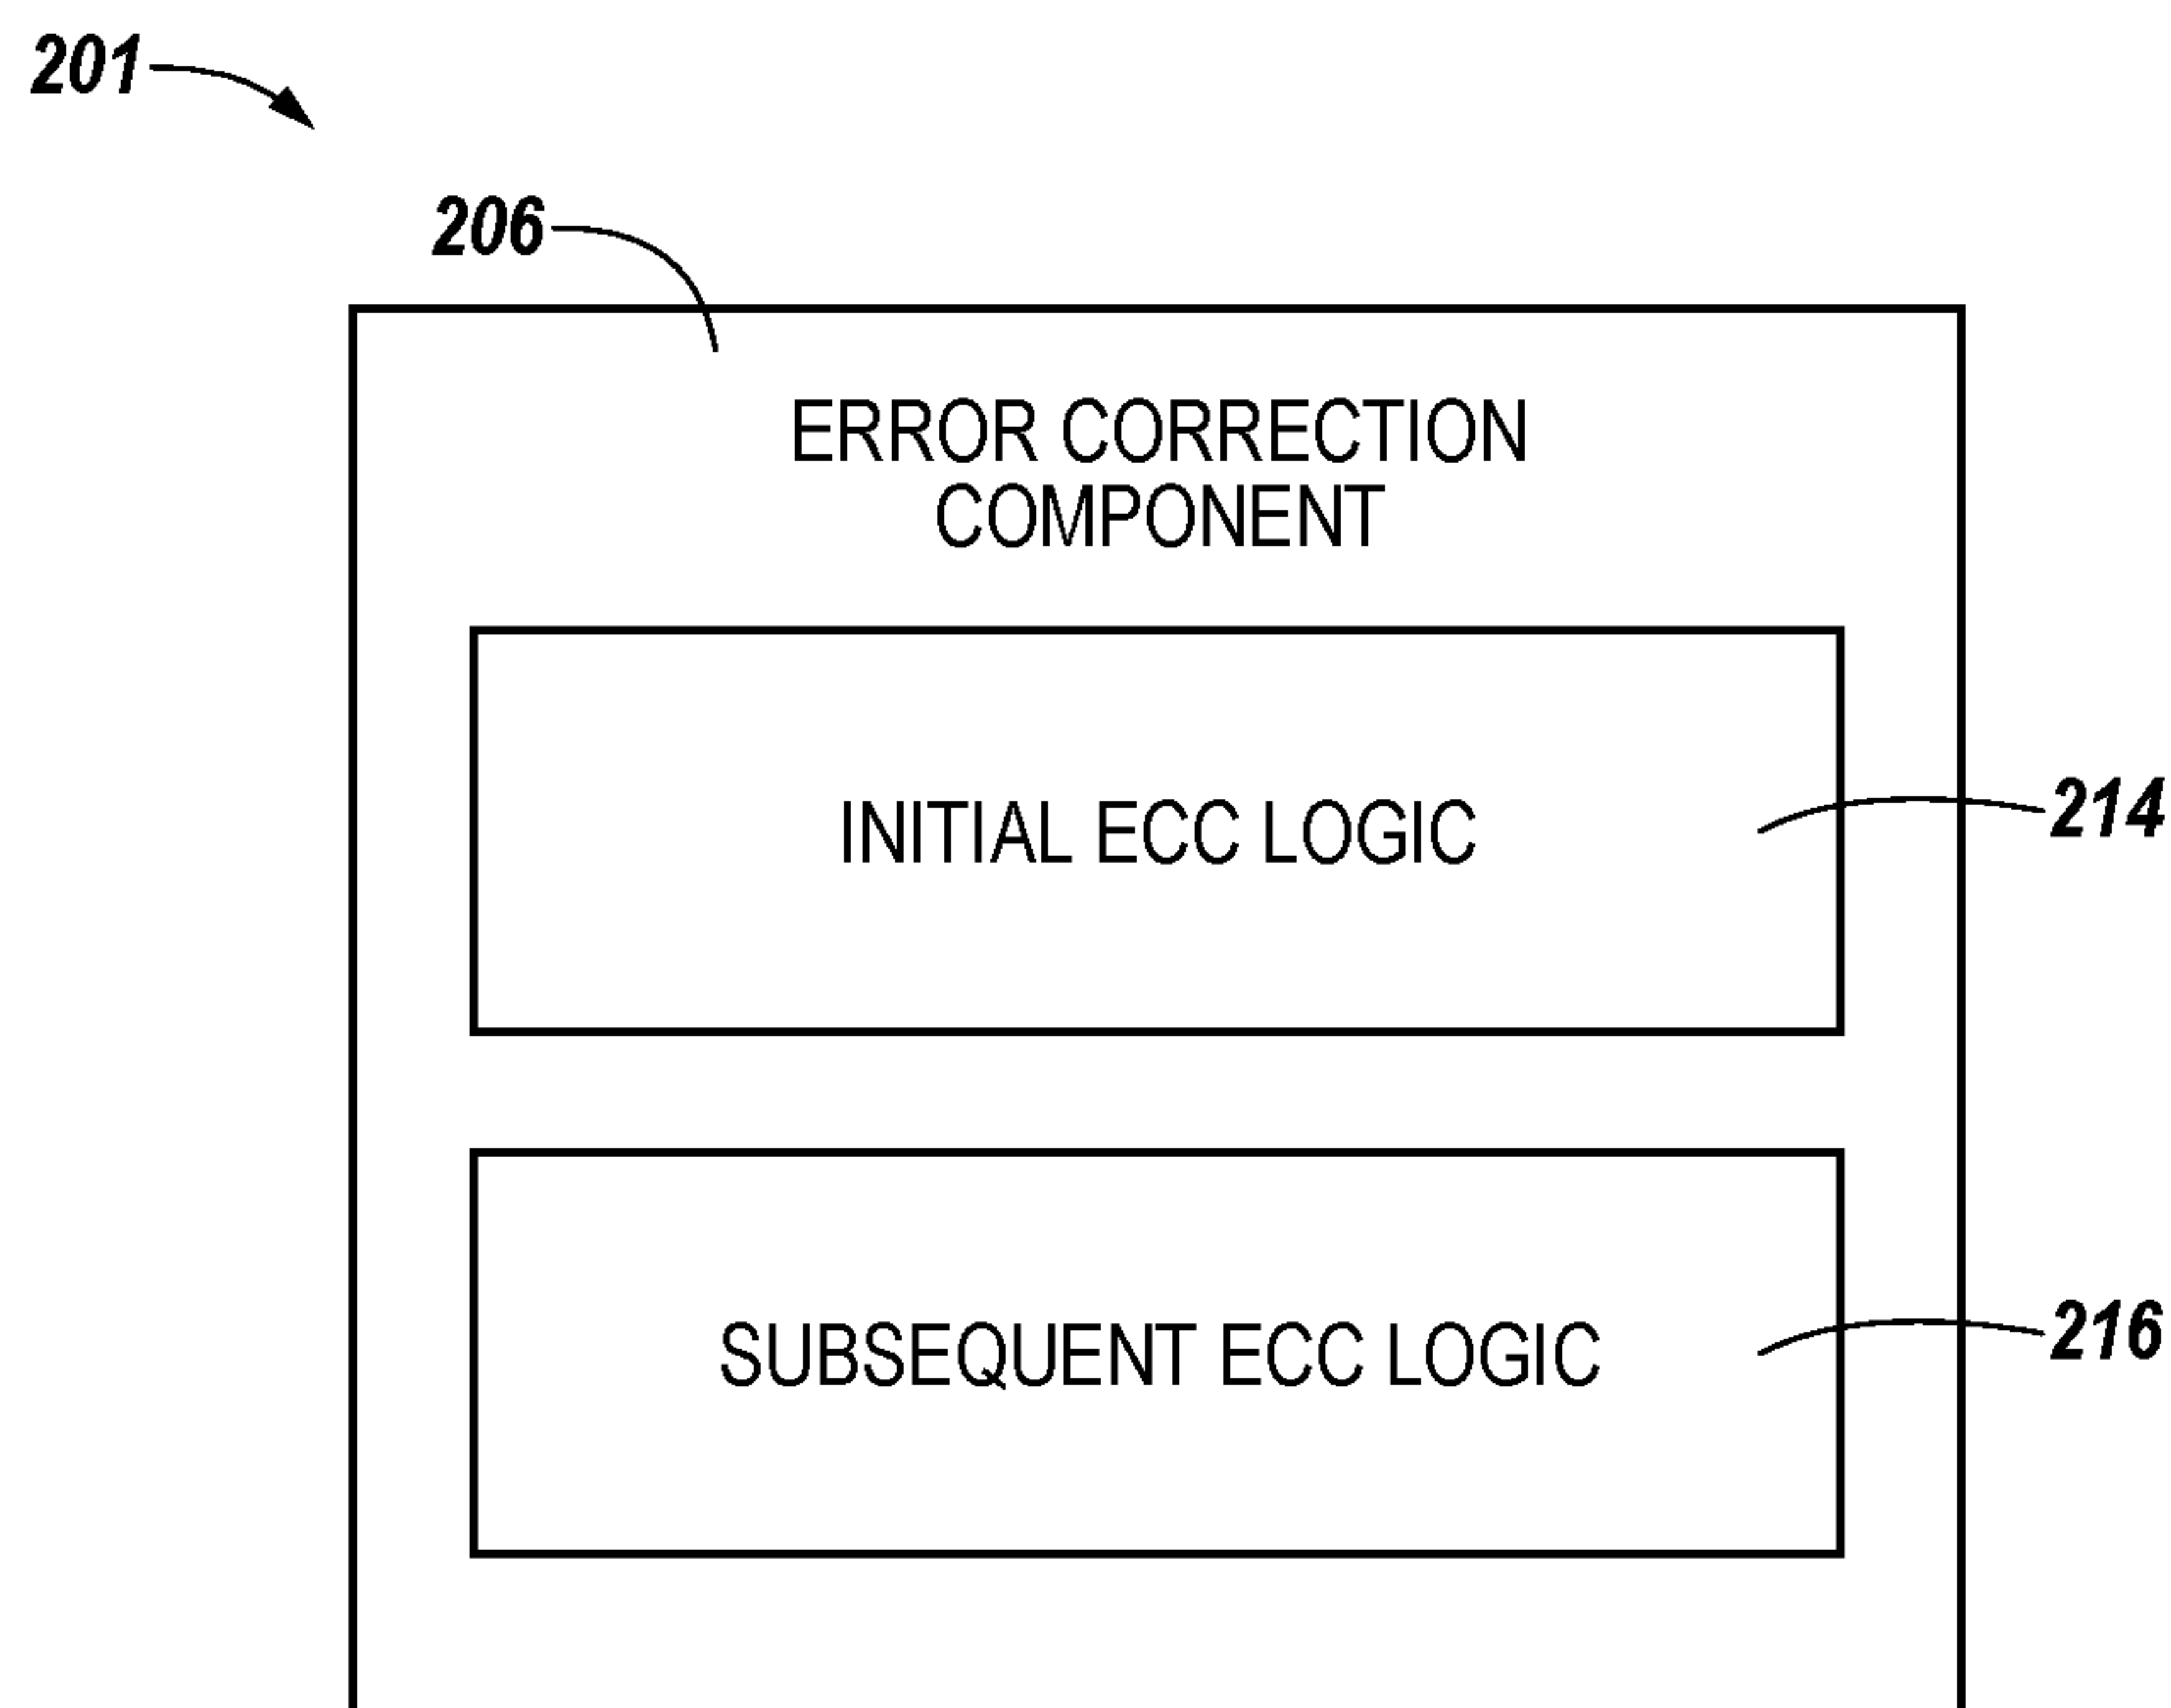 201
206
ERROR CORRECTION
COMPONENT
INITIAL ECC LOGIC
214
SUBSEQUENT ECC LOGIC
216